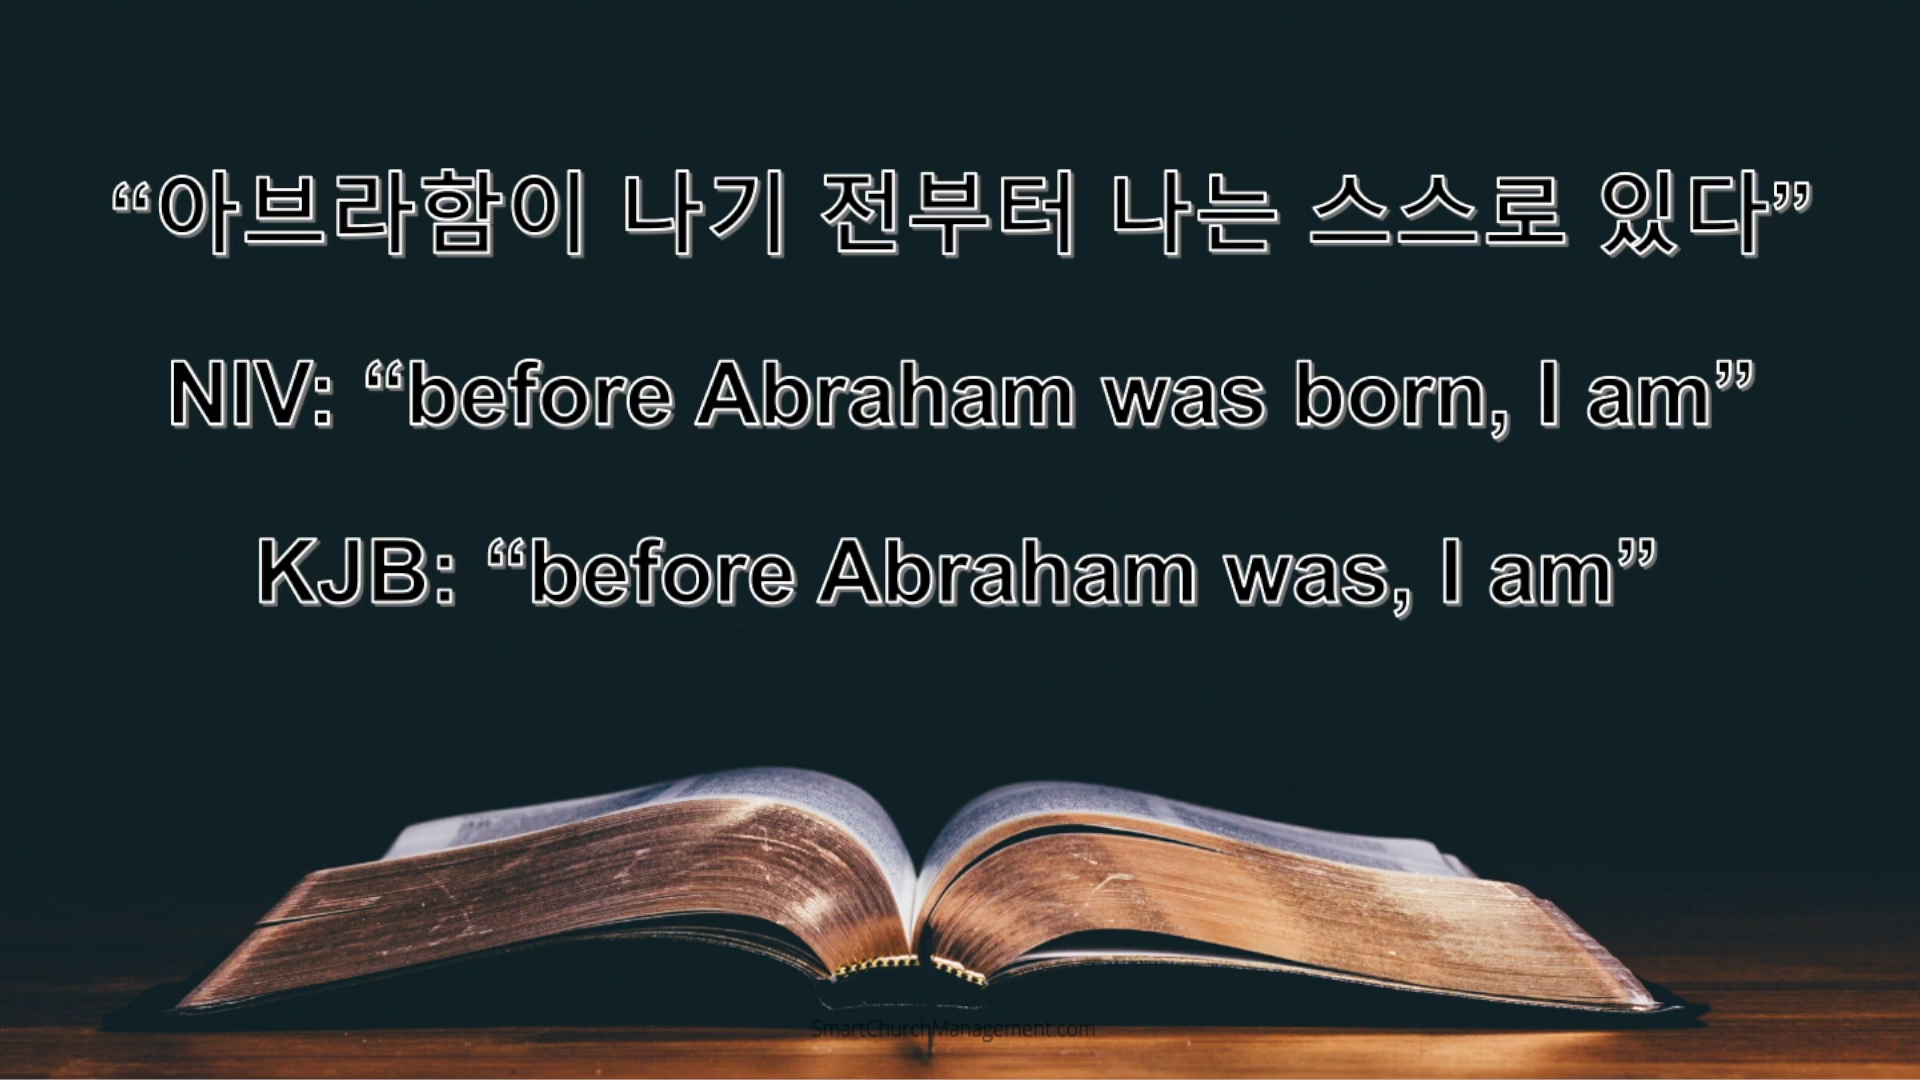 “아브라함이 나기 전부터 나는 스스로 있다”
NIV: “before Abraham was born, I am”
KJB: “before Abraham was, I am”
SmartChurchManagement.com